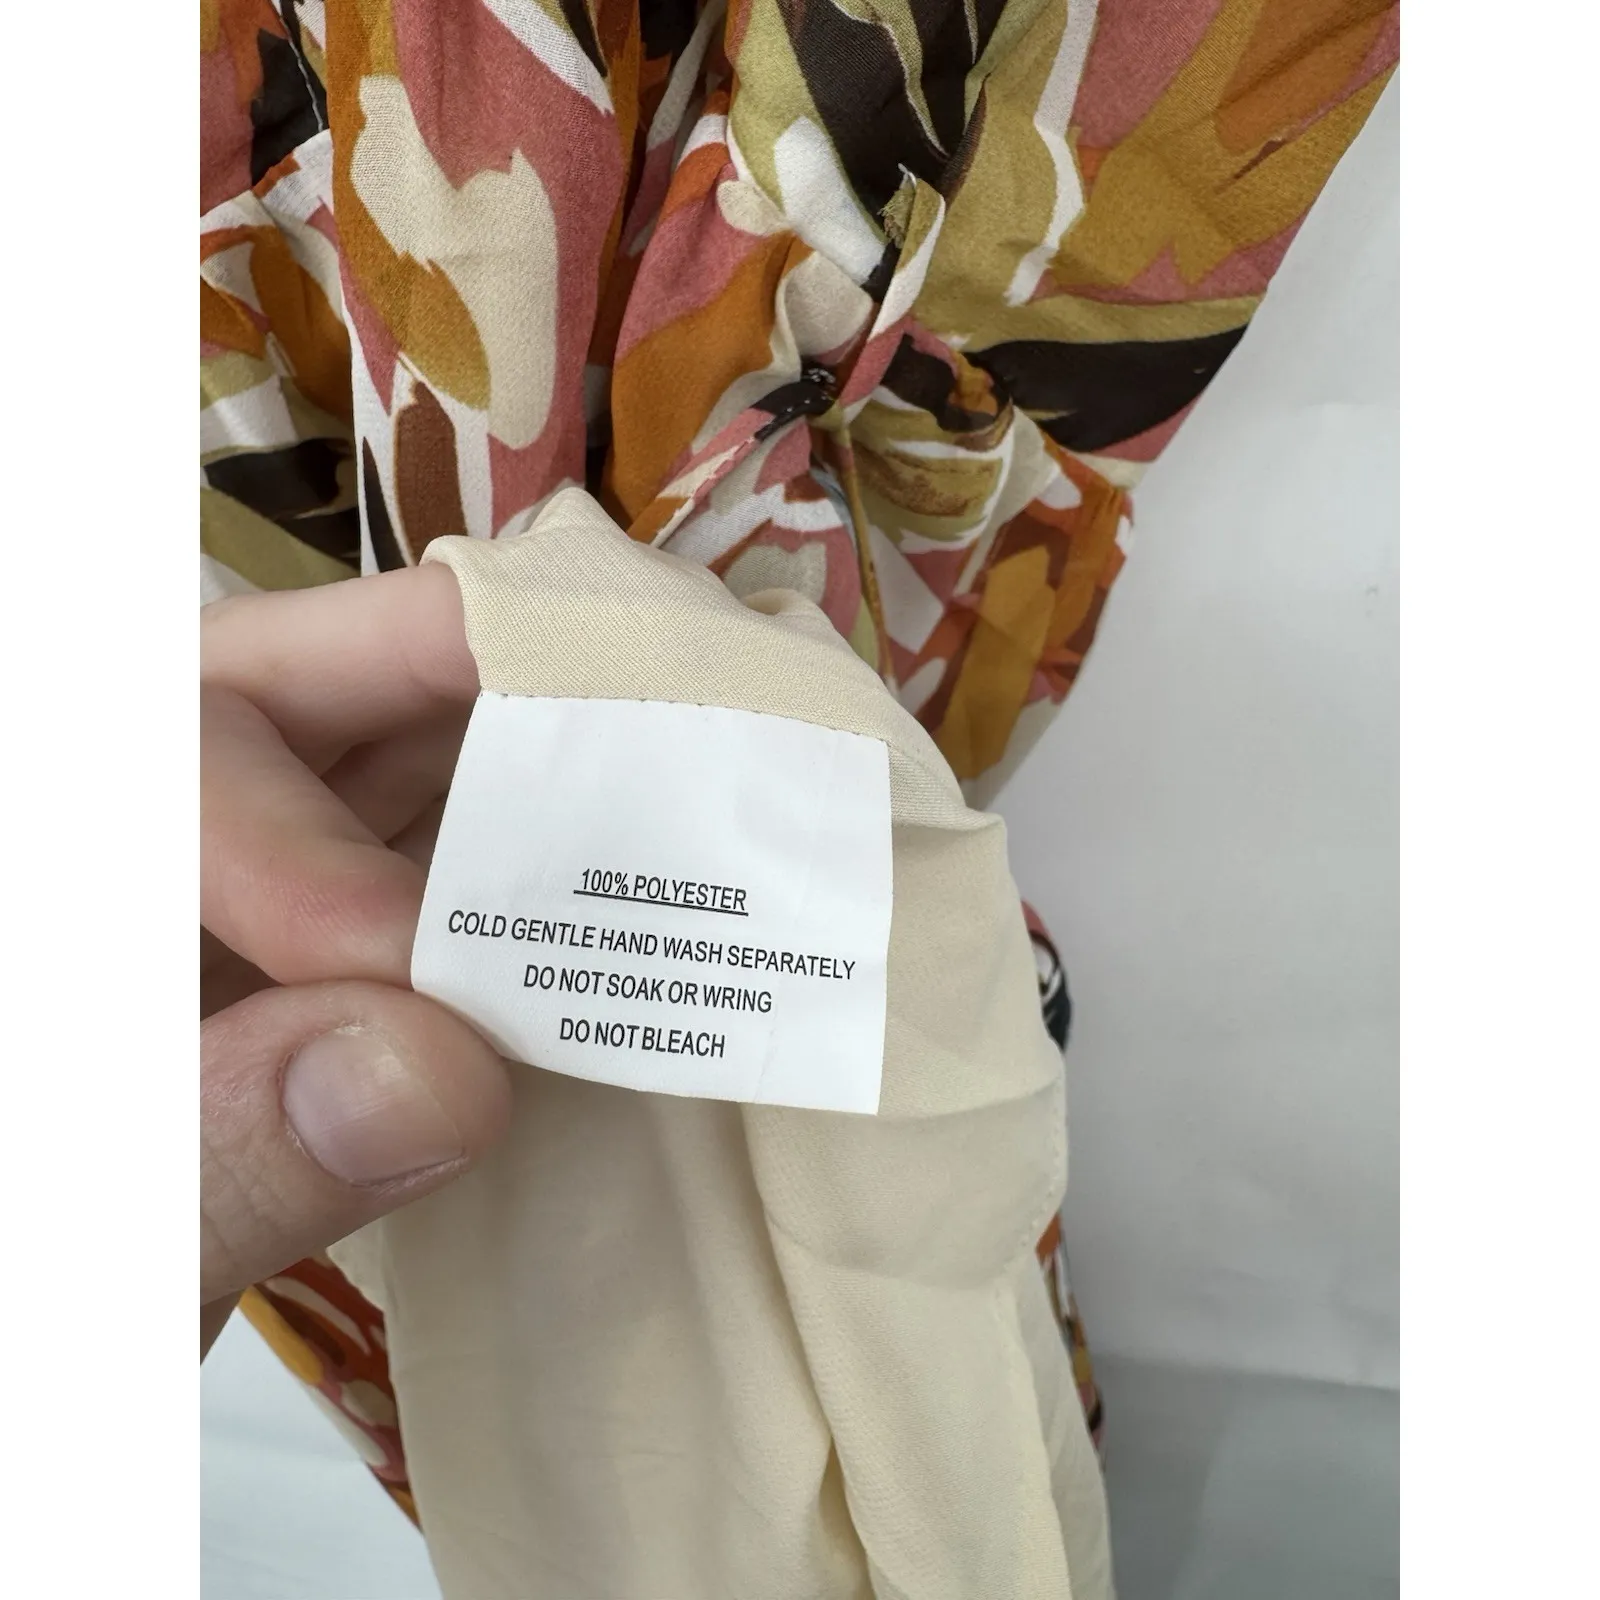 100% POLYESTER
COLD GENTLE HAND WASH SEPARATELY
DO NOT SOAK OR WRING
DO NOT BLEACH